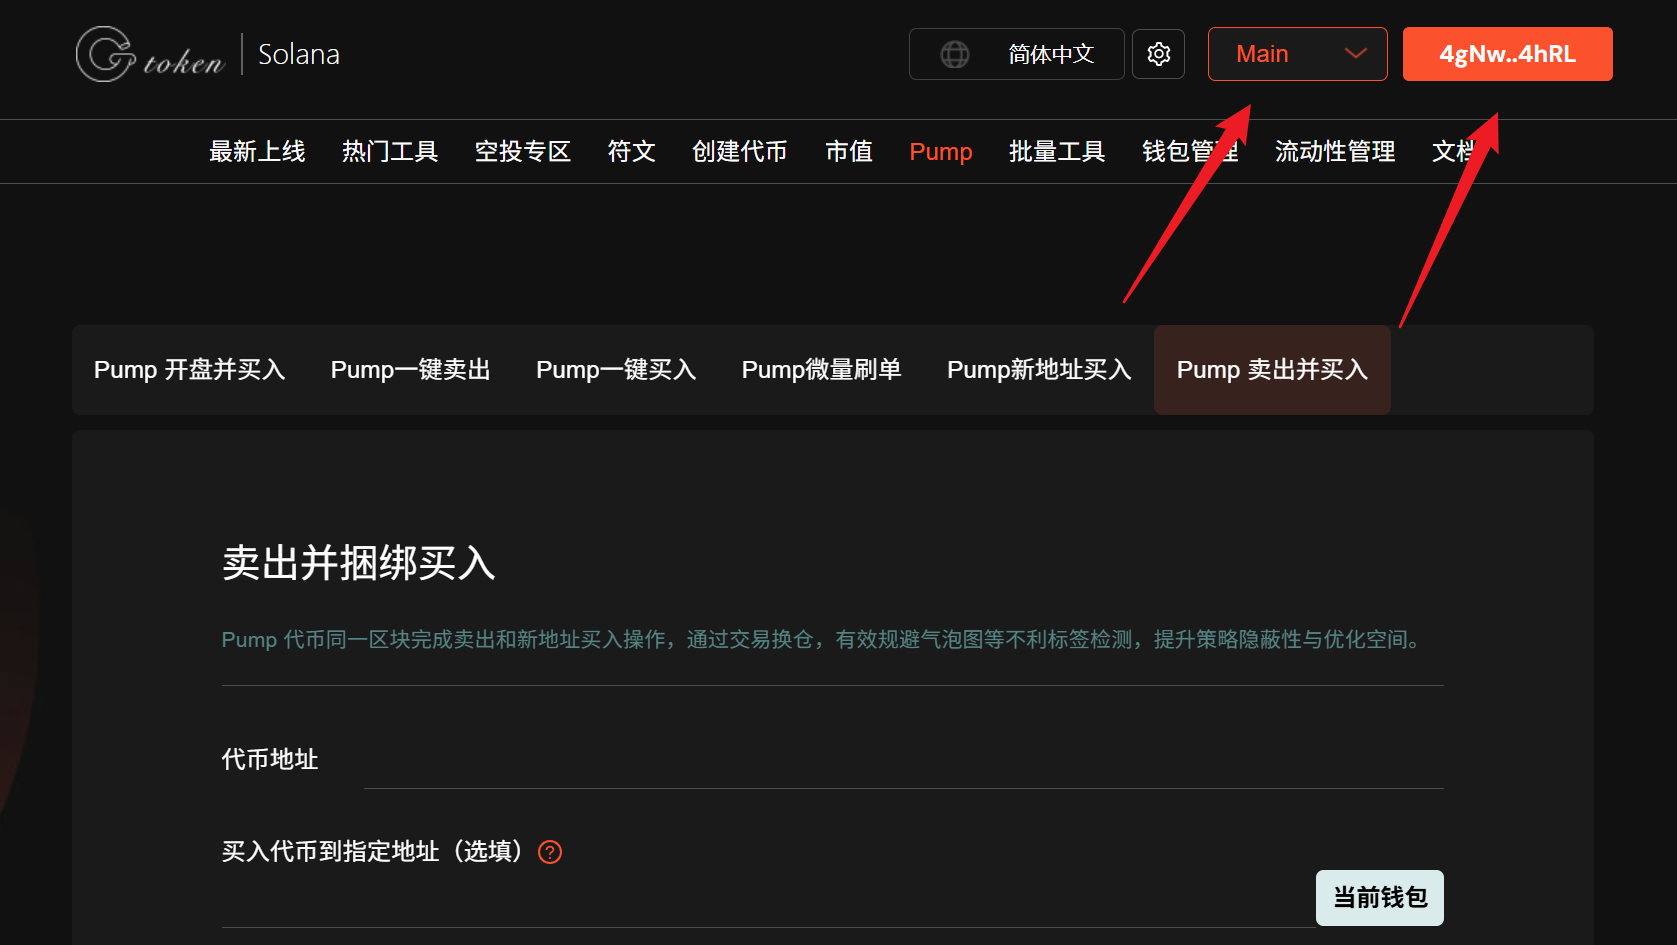 Gtoken | Solana
简体中文
Main
4gNw..4hRL
最新上线 热门工具 空投专区 符文 创建代币 市值 Pump 批量工具 钱包管理 流动性管理 文档
Pump 开盘并买入 Pump一键卖出 Pump一键买入 Pump微量刷单 Pump新地址买入 Pump 卖出并买入
卖出并捆绑买入
Pump 代币同一区块完成卖出和新地址买入操作，通过交易换仓，有效规避气泡图等不利标签检测，提升策略隐蔽性与优化空间。
代币地址
买入代币到指定地址（选填） ?
当前钱包